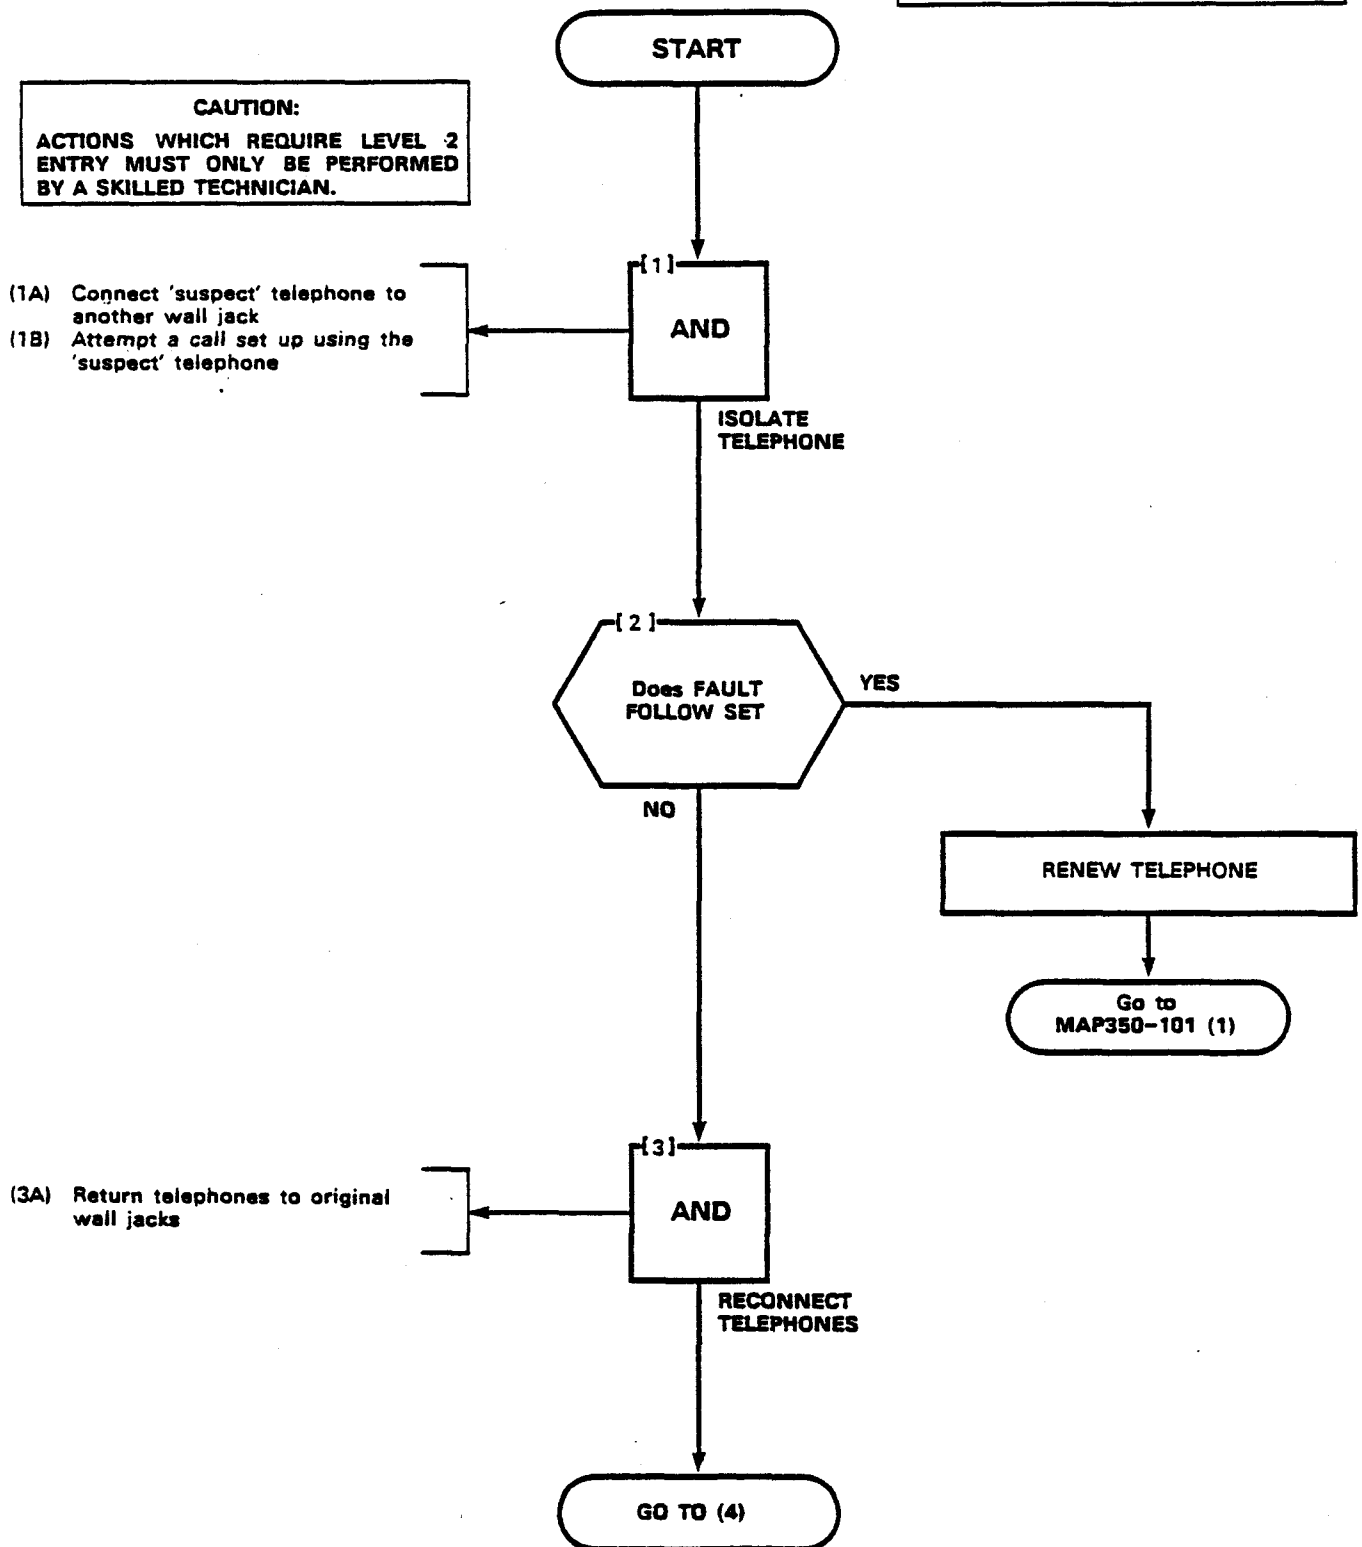 START
CAUTION:
ACTIONS WHICH REQUIRE LEVEL 2
ENTRY MUST ONLY BE PERFORMED
BY A SKILLED TECHNICIAN.
[1]
AND
(1A) Connect 'suspect' telephone to
another wall jack
(1B) Attempt a call set up using the
'suspect' telephone
ISOLATE
TELEPHONE
[2]
Does FAULT
FOLLOW SET
YES
NO
RENEW TELEPHONE
Go to
MAP350-101 (1)
[3]
AND
(3A) Return telephones to original
wall jacks
RECONNECT
TELEPHONES
GO TO (4)